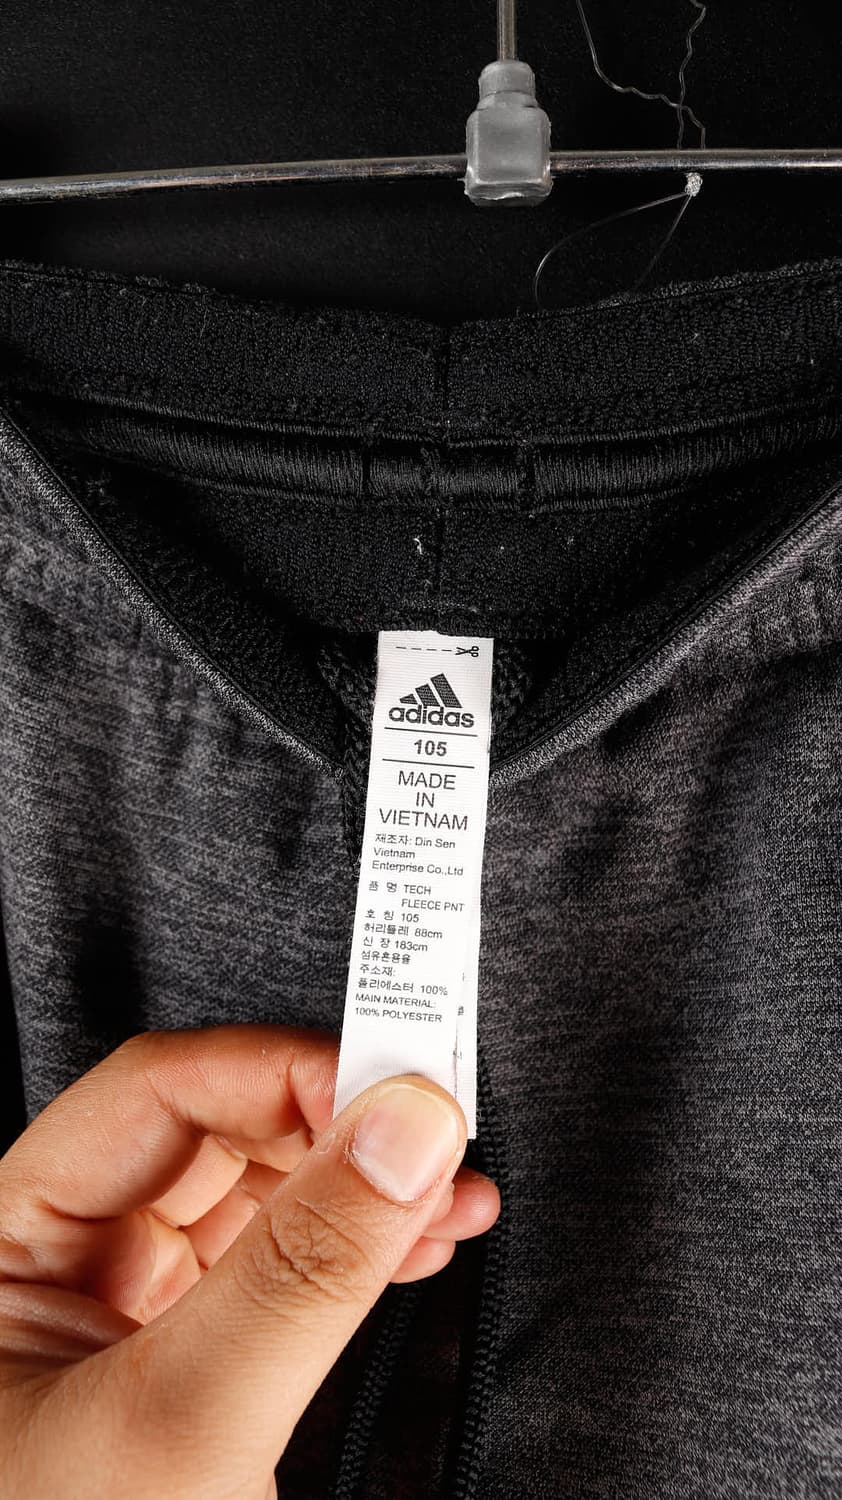 adidas
105
MADE
IN
VIETNAM
제조자: Din Sen
Vietnam
Enterprise Co.,Ltd
품 명 TECH
FLEECE PNT
호 칭 105
허리둘레 88cm
신 장 183cm
섬유혼용율
주소재:
폴리에스터 100%
MAIN MATERIAL:
100% POLYESTER